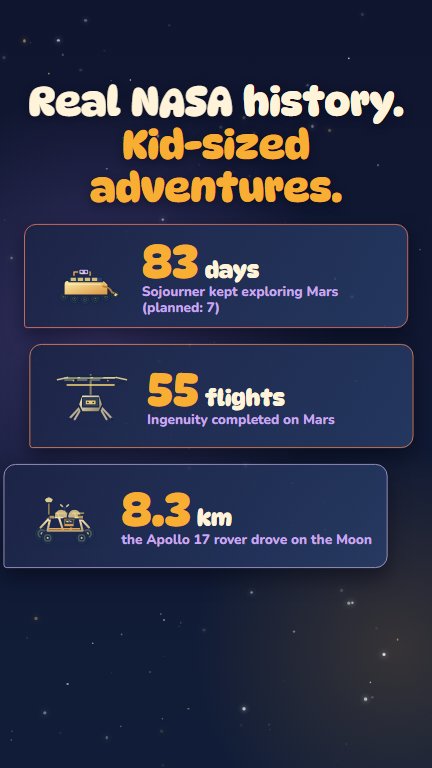 Real NASA history.
Kid-sized
adventures.
83 days
Sojourner kept exploring Mars
(planned: 7)
55 flights
Ingenuity completed on Mars
8.3 km
the Apollo 17 rover drove on the Moon